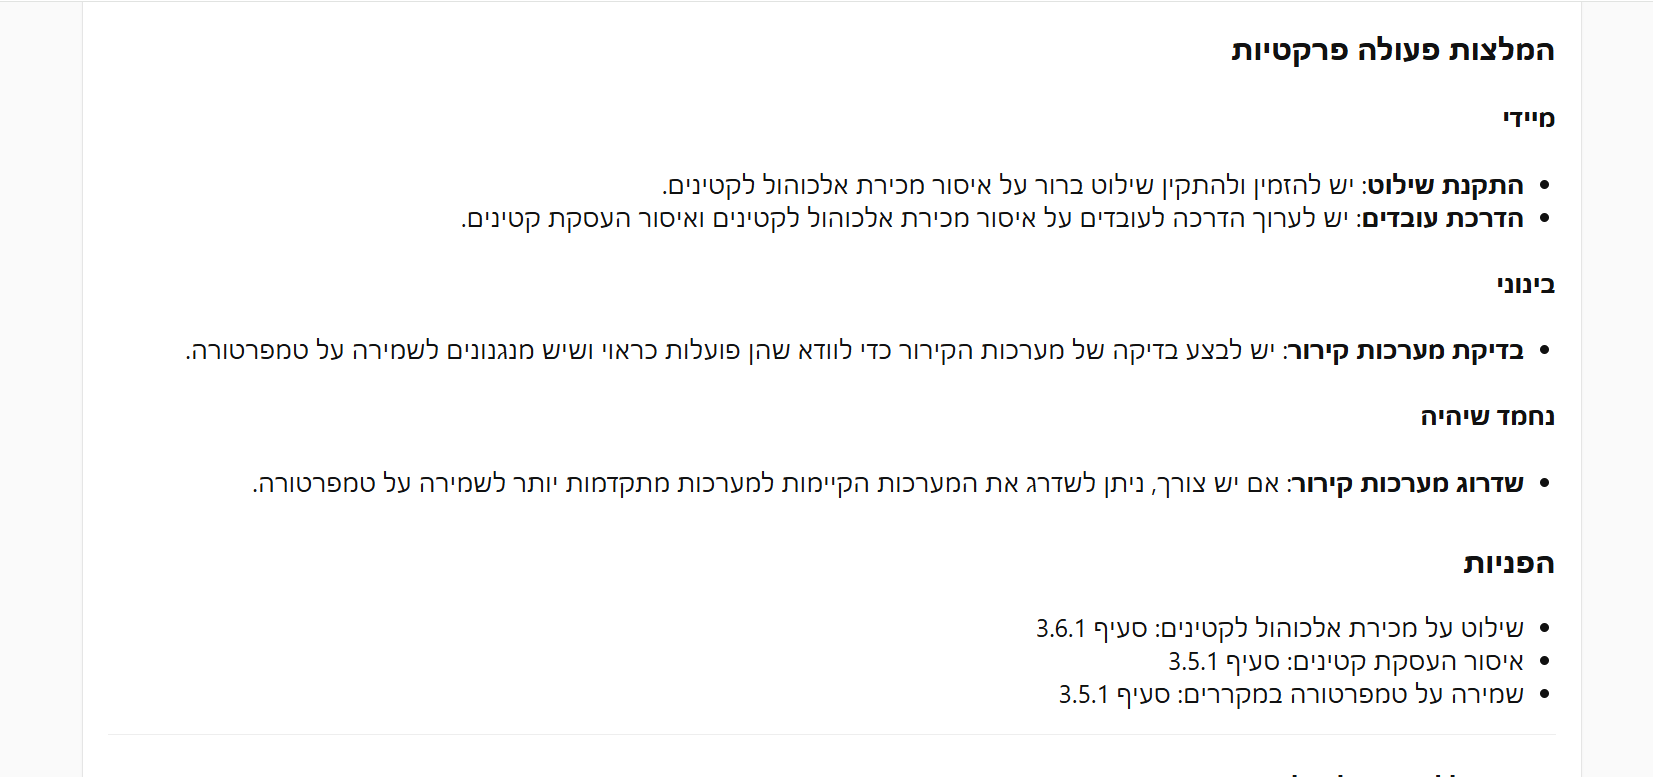 המלצות פעולה פרקטיות
מיידי
התקנת שילוט: יש להזמין ולהתקין שילוט ברור על איסור מכירת אלכוהול לקטינים.
הדרכת עובדים: יש לערוך הדרכה לעובדים על איסור מכירת אלכוהול לקטינים ואיסור העסקת קטינים.
בינוני
בדיקת מערכות קירור: יש לבצע בדיקה של מערכות הקירור כדי לוודא שהן פועלות כראוי ושיש מנגנונים לשמירה על טמפרטורה.
נחמד שיהיה
שדרוג מערכות קירור: אם יש צורך, ניתן לשדרג את המערכות הקיימות למערכות מתקדמות יותר לשמירה על טמפרטורה.
הפניות
שילוט על מכירת אלכוהול לקטינים: סעיף 3.6.1
איסור העסקת קטינים: סעיף 3.5.1
שמירה על טמפרטורה במקררים: סעיף 3.5.1